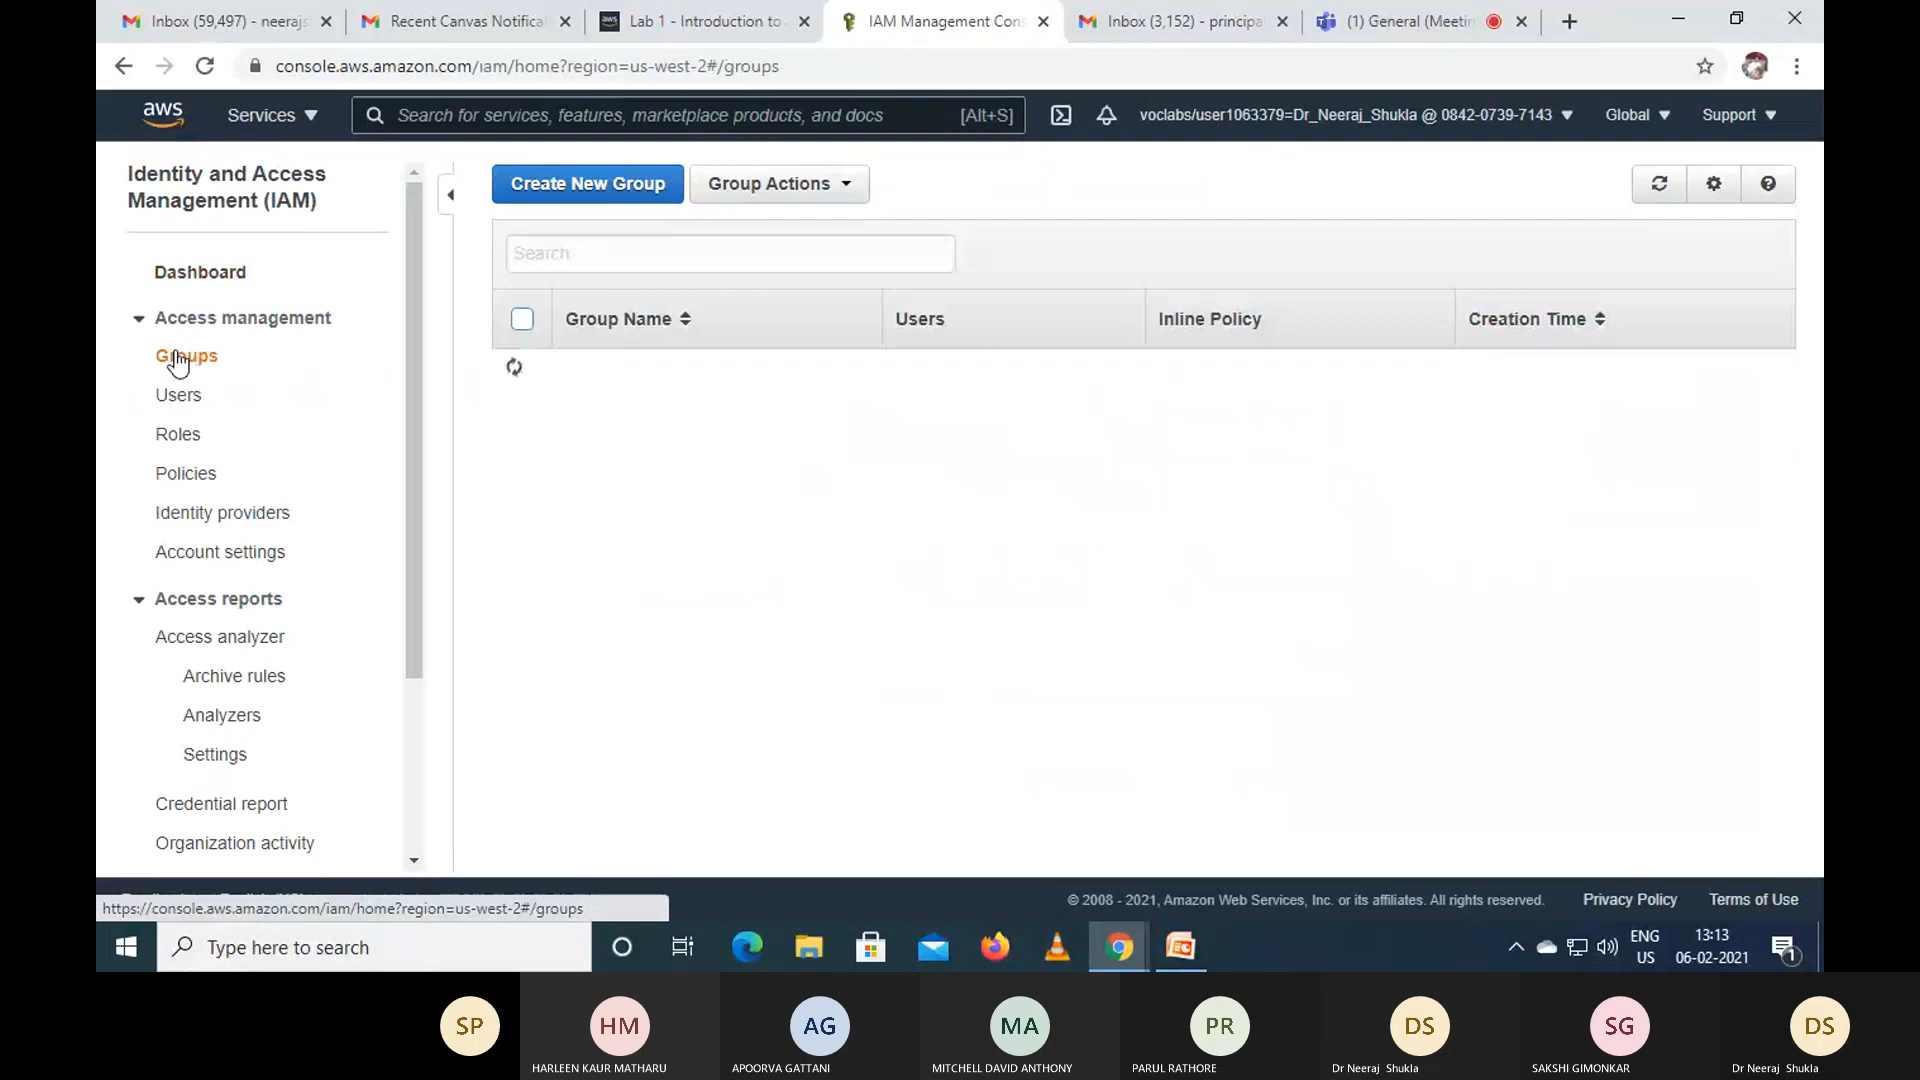 Inbox (59,497) - neerajs
Recent Canvas Notifica
Lab 1 - Introduction to
IAM Management Cons
Inbox (3,152) - principa
(1) General (Meetin
console.aws.amazon.com/iam/home?region=us-west-2#/groups
aws
Services
Search for services, features, marketplace products, and docs
[Alt+S]
voclabs/user1063379=Dr_Neeraj_Shukla @ 0842-0739-7143
Global
Support
Identity and Access
Management (IAM)
Dashboard
Access management
Groups
Users
Roles
Policies
Identity providers
Account settings
Access reports
Access analyzer
Archive rules
Analyzers
Settings
Credential report
Organization activity
Create New Group
Group Actions
Search
Group Name
Users
Inline Policy
Creation Time
© 2008 - 2021, Amazon Web Services, Inc. or its affiliates. All rights reserved.
Privacy Policy
Terms of Use
https://console.aws.amazon.com/iam/home?region=us-west-2#/groups
Type here to search
ENG
US
13:13
06-02-2021
1
SP
HM
HARLEEN KAUR MATHARU
AG
APOORVA GATTANI
MA
MITCHELL DAVID ANTHONY
PR
PARUL RATHORE
DS
Dr Neeraj Shukla
SG
SAKSHI GIMONKAR
DS
Dr Neeraj Shukla